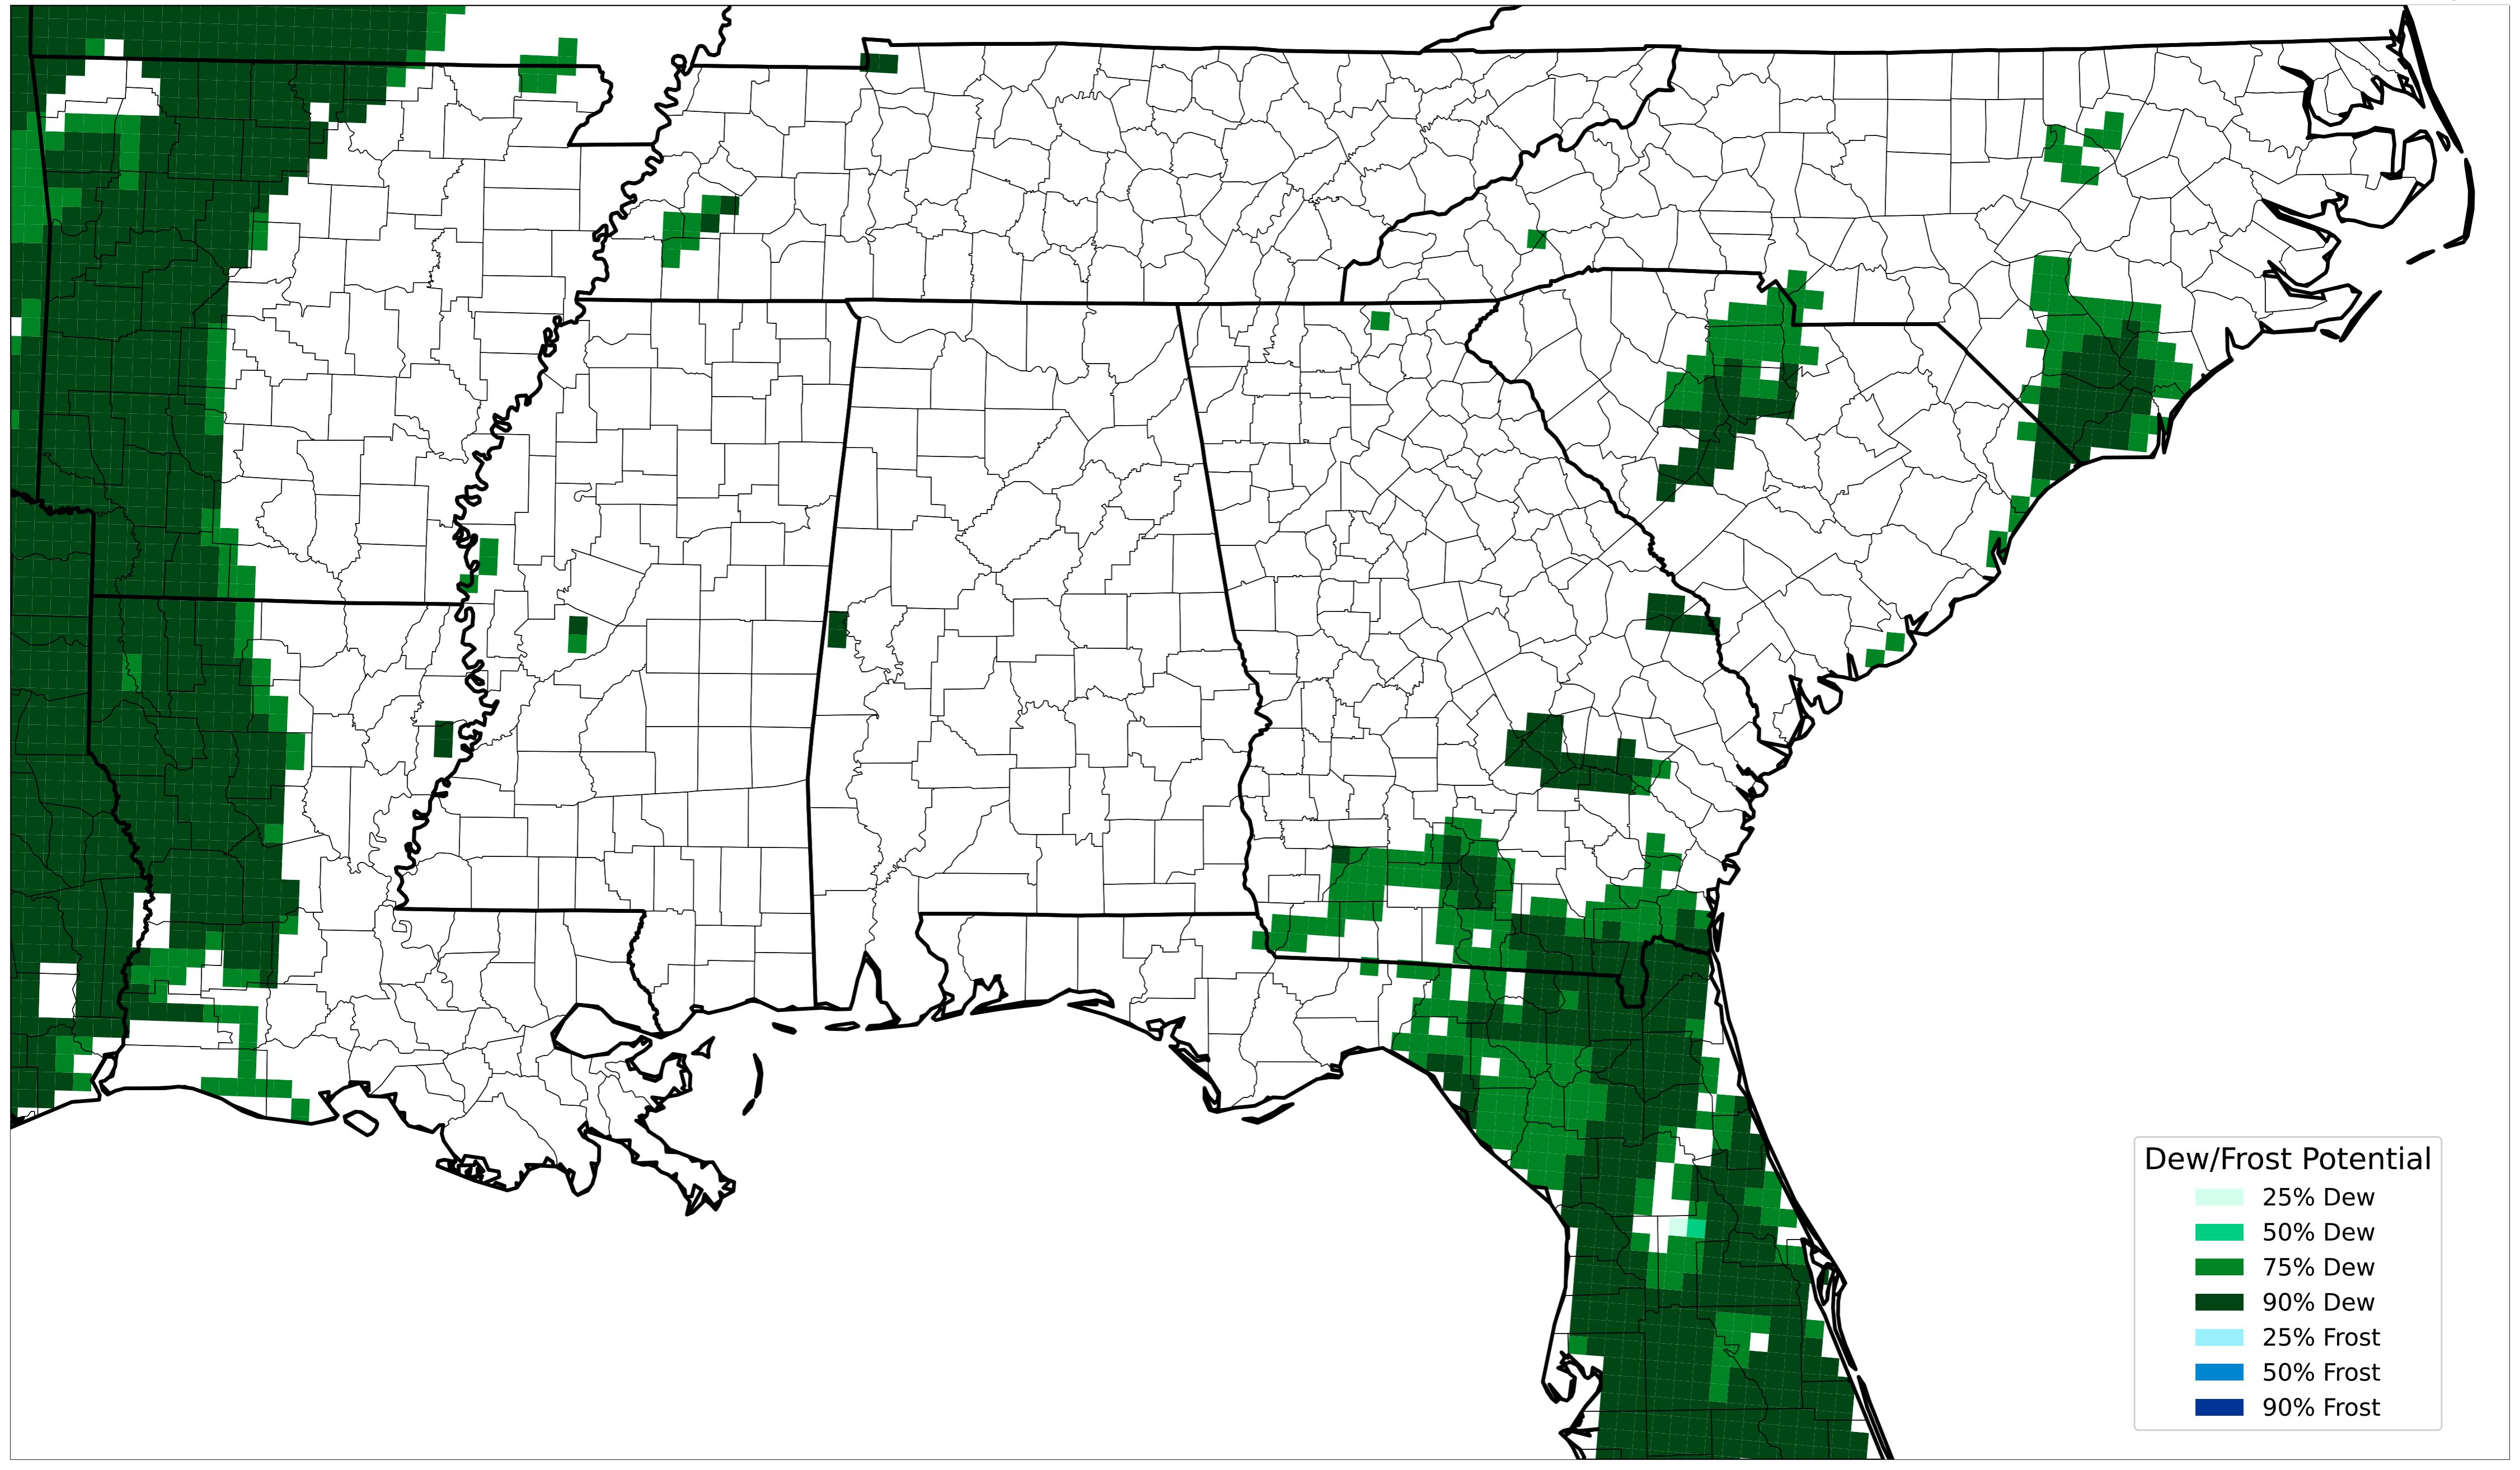 Dew/Frost Potential
25% Dew
50% Dew
75% Dew
90% Dew
25% Frost
50% Frost
90% Frost